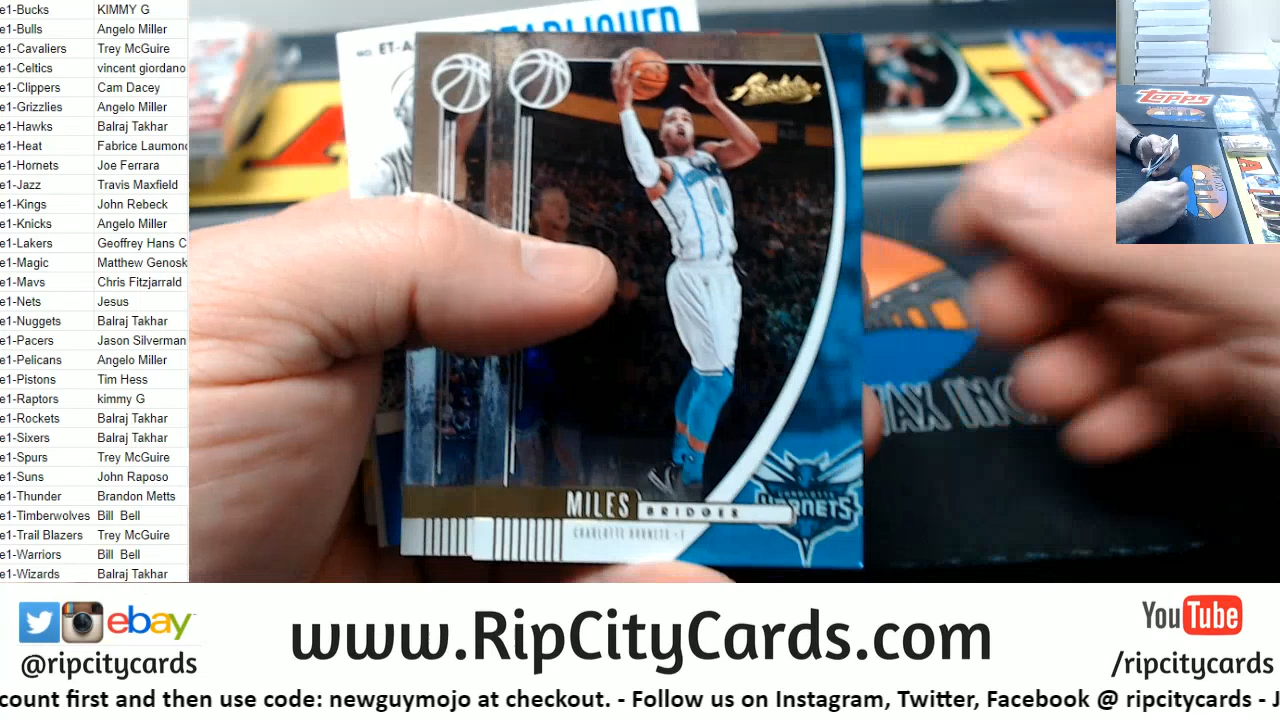 e1-Bucks KIMMY G
e1-Bulls Angelo Miller
e1-Cavaliers Trey McGuire
e1-Celtics vincent giordano
e1-Clippers Cam Dacey
e1-Grizzlies Angelo Miller
e1-Hawks Balraj Takhar
e1-Heat Fabrice Laumon
e1-Hornets Joe Ferrara
e1-Jazz Travis Maxfield
e1-Kings John Rebeck
e1-Knicks Angelo Miller
e1-Lakers Geoffrey Hans C
e1-Magic Matthew Genosk
e1-Mavs Chris Fitzjarrald
e1-Nets Jesus
e1-Nuggets Balraj Takhar
e1-Pacers Jason Silverman
e1-Pelicans Angelo Miller
e1-Pistons Tim Hess
e1-Raptors kimmy G
e1-Rockets Balraj Takhar
e1-Sixers Balraj Takhar
e1-Spurs Trey McGuire
e1-Suns John Raposo
e1-Thunder Brandon Metts
e1-Timberwolves Bill Bell
e1-Trail Blazers Trey McGuire
e1-Warriors Bill Bell
e1-Wizards Balraj Takhar
NO. ET-A
Topps
MILES BRIDGES
CHARLOTTE HORNETS - F
CHARLOTTE
HORNETS
ebay
@ripcitycards
www.RipCityCards.com
YouTube
/ripcitycards
count first and then use code: newguymojo at checkout. - Follow us on Instagram, Twitter, Facebook @ ripcitycards - J